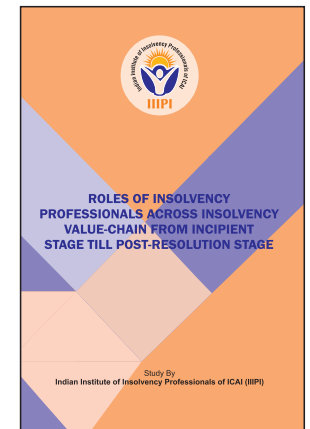 Indian Institute of Insolvency Professionals of ICAI
IIIPI
ROLES OF INSOLVENCY
PROFESSIONALS ACROSS INSOLVENCY
VALUE-CHAIN FROM INCIPIENT
STAGE TILL POST-RESOLUTION STAGE
Study By
Indian Institute of Insolvency Professionals of ICAI (IIIPI)